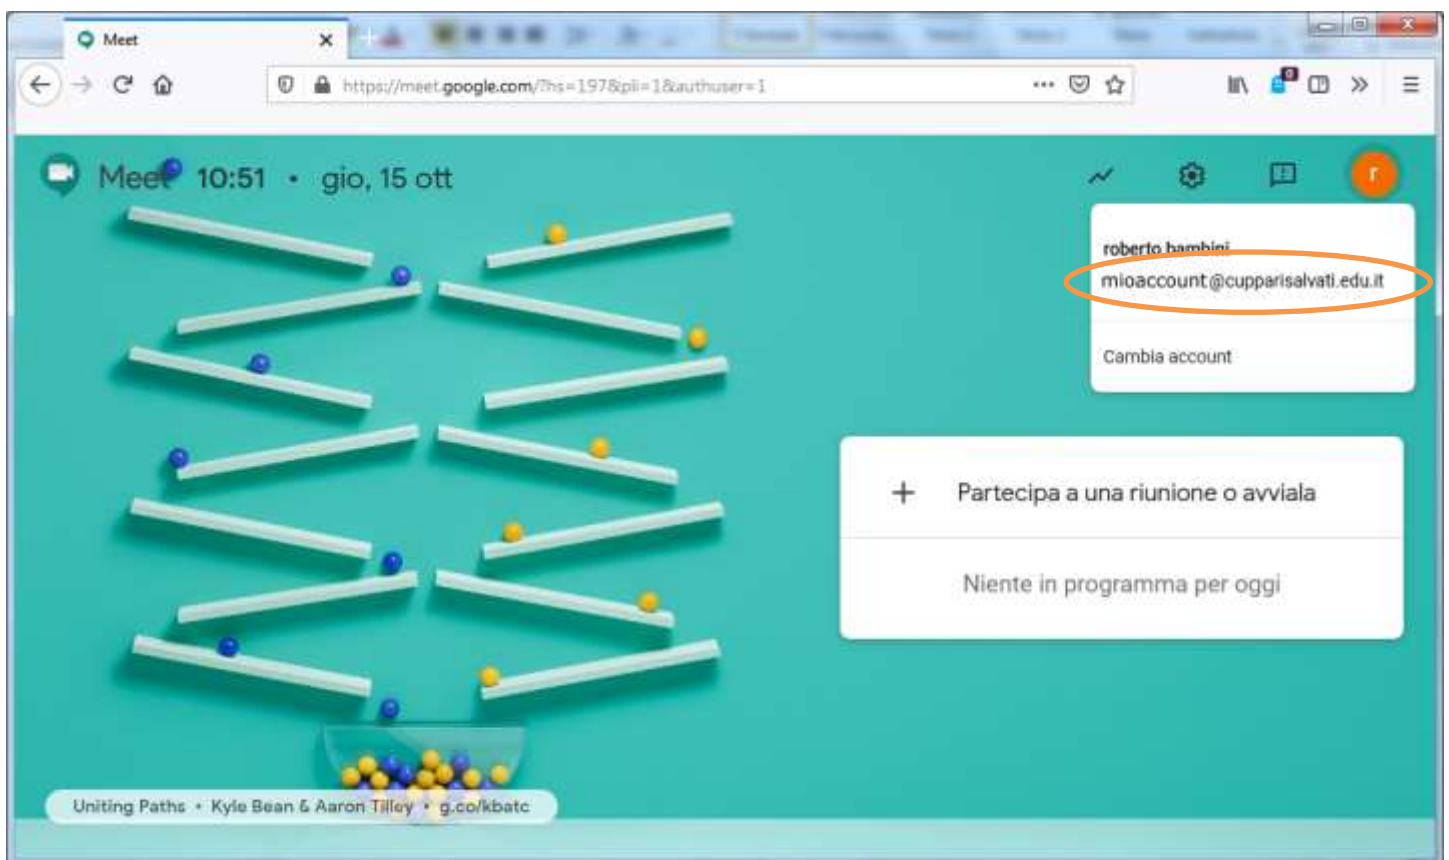 Meet
https://meet.google.com/?hs=197&pli=1&authuser=1
0
Meet 10:51 • gio, 15 ott
r
roberto bambini
mioaccount@cupparisalvati.edu.it
Cambia account
+ Partecipa a una riunione o avviala
Niente in programma per oggi
Uniting Paths • Kyle Bean & Aaron Tilley • g.co/kbatc